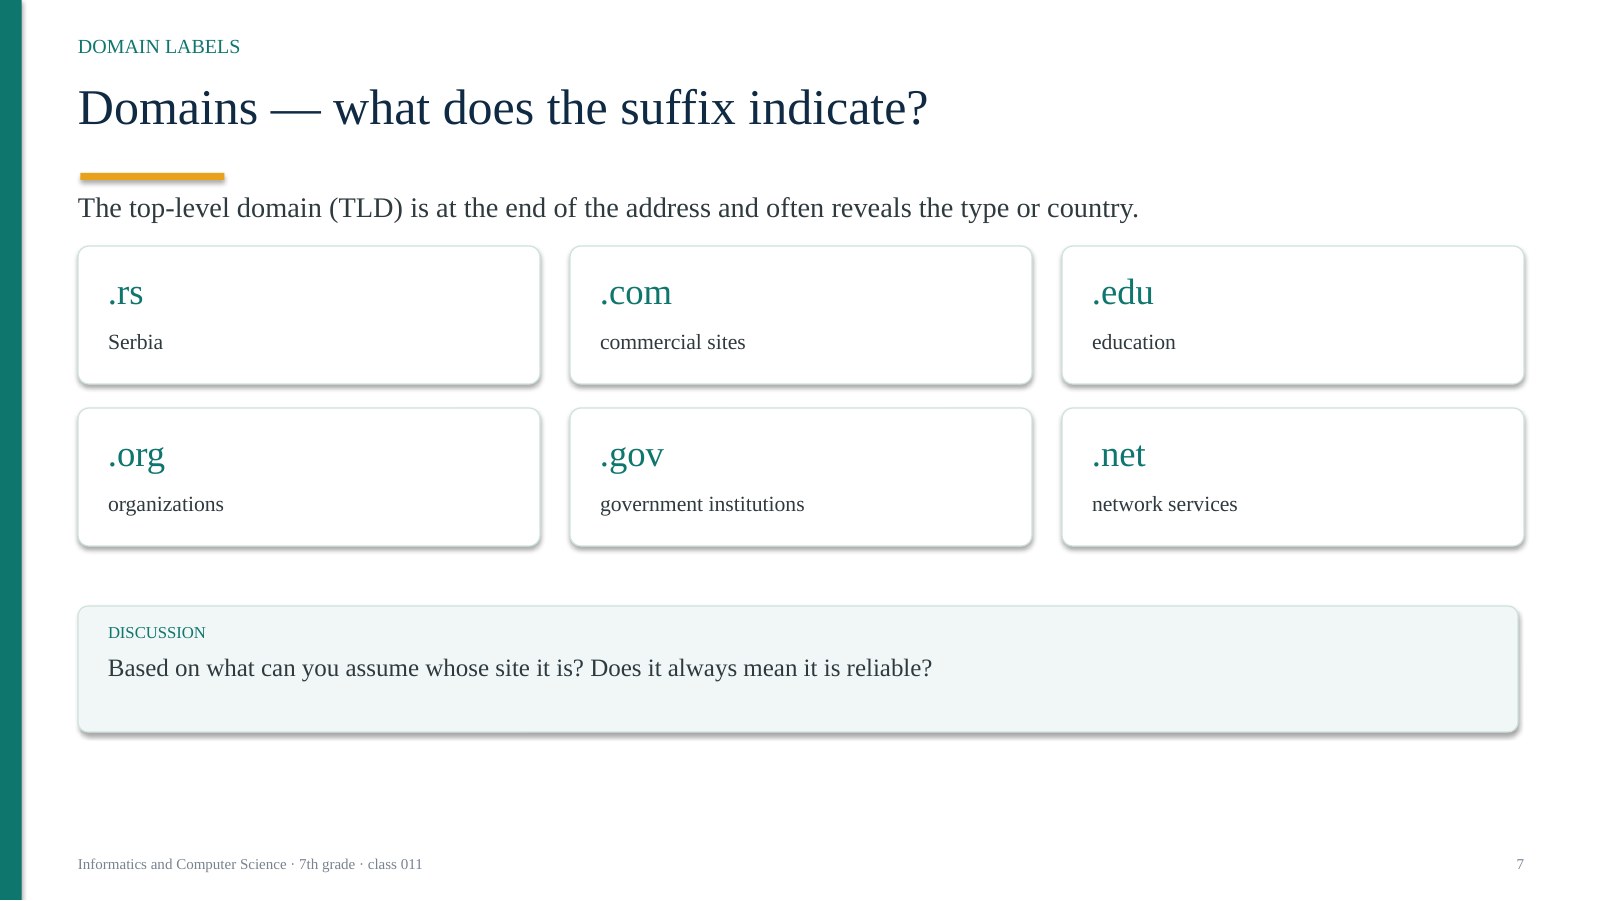 DOMAIN LABELS
Domains — what does the suffix indicate?
The top-level domain (TLD) is at the end of the address and often reveals the type or country.
.rs
Serbia
.com
commercial sites
.edu
education
.org
organizations
.gov
government institutions
.net
network services
DISCUSSION
Based on what can you assume whose site it is? Does it always mean it is reliable?
Informatics and Computer Science · 7th grade · class 011
7